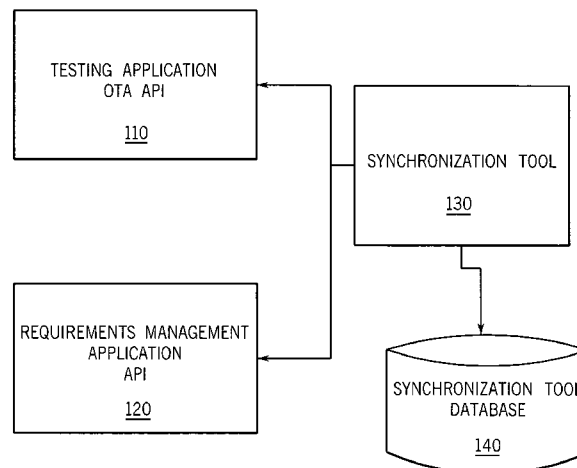 TESTING APPLICATION
OTA API
110
SYNCHRONIZATION TOOL
130
REQUIREMENTS MANAGEMENT
APPLICATION
API
120
SYNCHRONIZATION TOOL
DATABASE
140